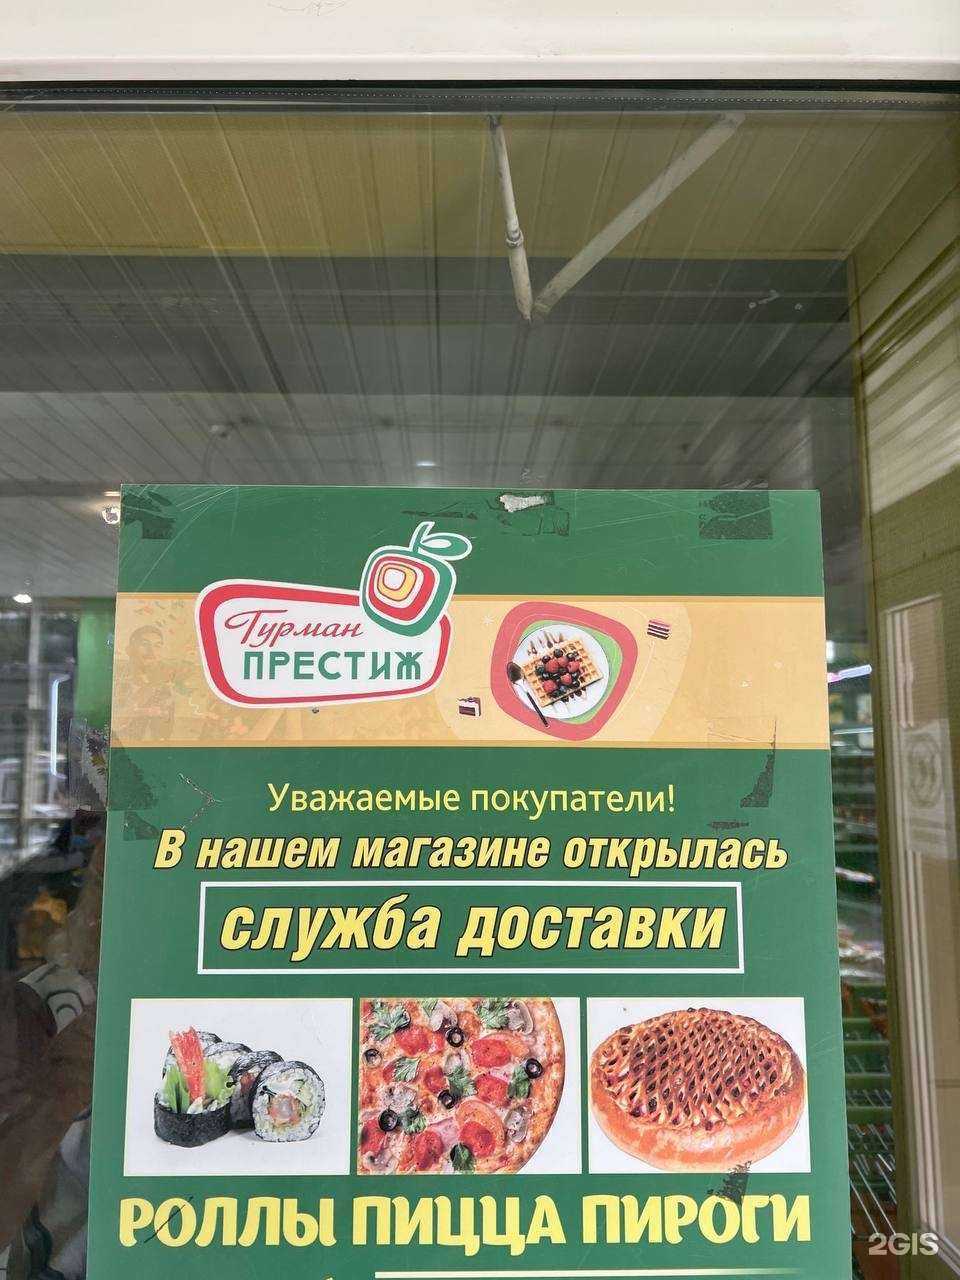 Гурман
ПРЕСТИЖ
Уважаемые покупатели!
В нашем магазине открылась
служба доставки
РОЛЛЫ ПИЦЦА ПИРОГИ
2GIS